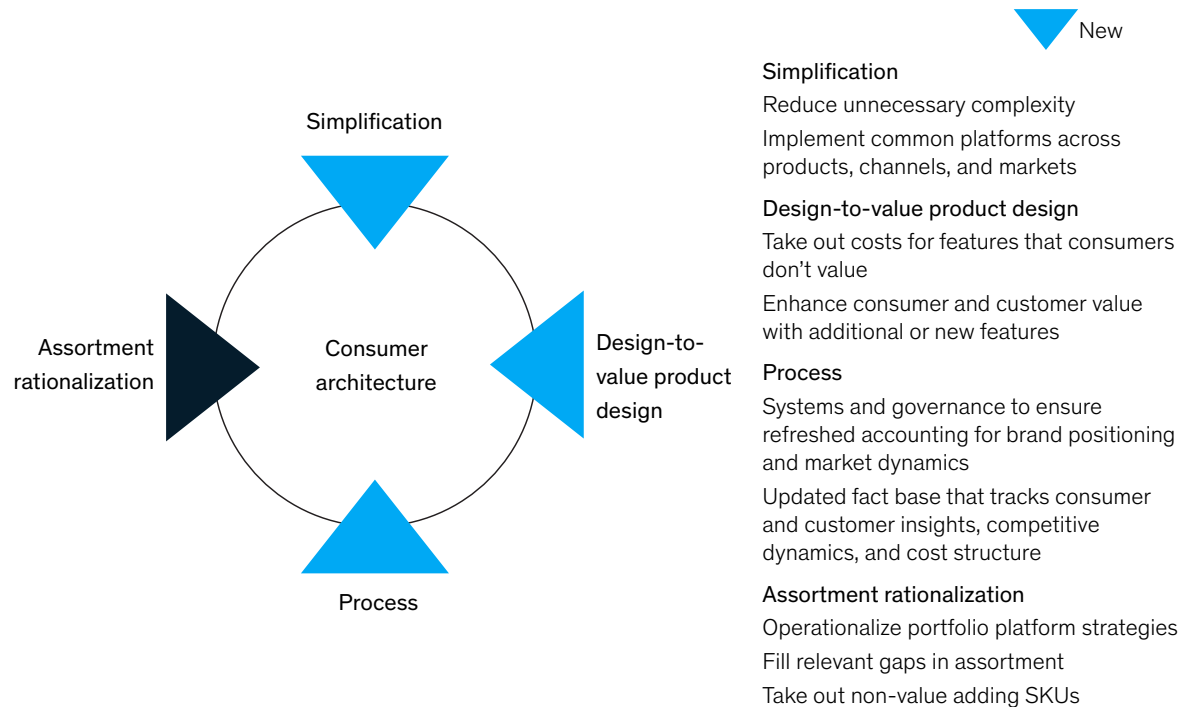 New
Simplification
Assortment
rationalization
Consumer
architecture
Design-to-
value product
design
Process
Simplification
Reduce unnecessary complexity
Implement common platforms across
products, channels, and markets
Design-to-value product design
Take out costs for features that consumers
don’t value
Enhance consumer and customer value
with additional or new features
Process
Systems and governance to ensure
refreshed accounting for brand positioning
and market dynamics
Updated fact base that tracks consumer
and customer insights, competitive
dynamics, and cost structure
Assortment rationalization
Operationalize portfolio platform strategies
Fill relevant gaps in assortment
Take out non-value adding SKUs